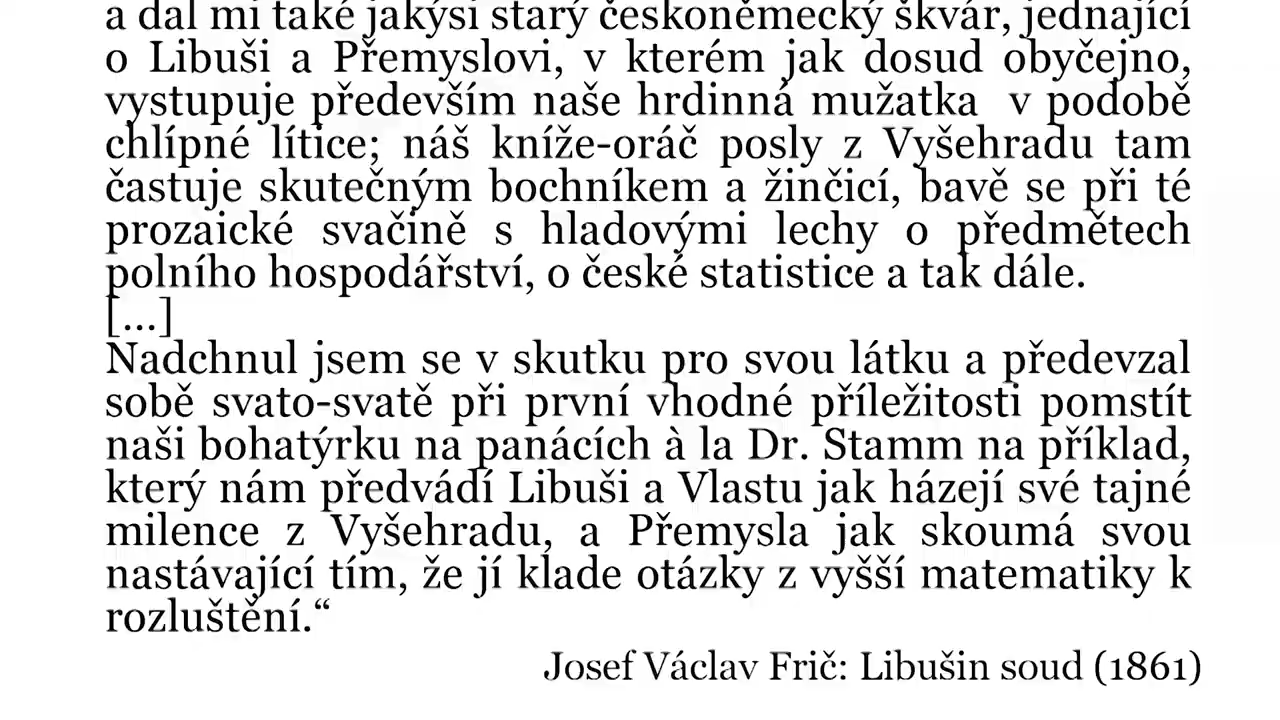 a dal mi také jakýsi starý českoněmecký škvár, jednající
o Libuši a Přemyslovi, v kterém jak dosud obyčejno,
vystupuje především naše hrdinná mužatka v podobě
chlípné lítice; náš kníže-oráč posly z Vyšehradu tam
častuje skutečným bochníkem a žinčicí, bavě se při té
prozaické svačině s hladovými lechy o předmětech
polního hospodářství, o české statistice a tak dále.
[...]
Nadchnul jsem se v skutku pro svou látku a předevzal
sobě svato-svatě při první vhodné příležitosti pomstít
naši bohatýrku na panácích à la Dr. Stamm na příklad,
který nám předvádí Libuši a Vlastu jak házejí své tajné
milence z Vyšehradu, a Přemysla jak skoumá svou
nastávající tím, že jí klade otázky z vyšší matematiky k
rozluštění.“
Josef Václav Frič: Libušin soud (1861)